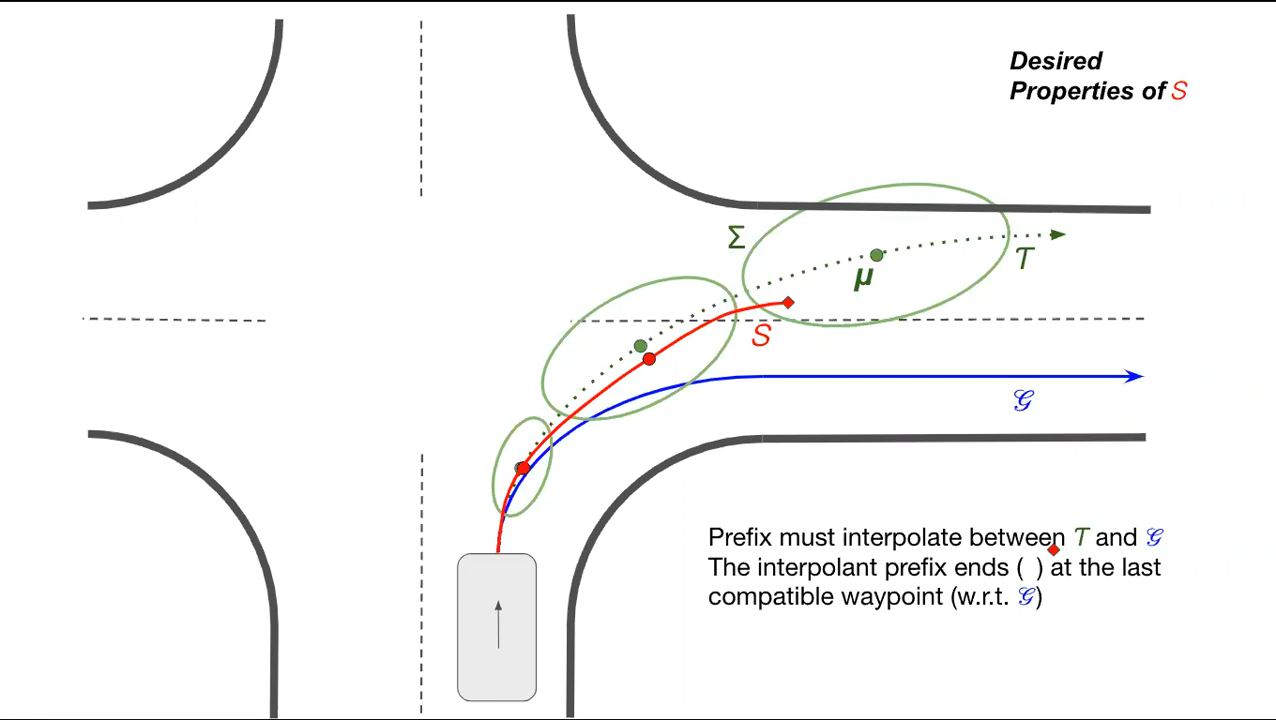 Desired
Properties of S
Σ
μ
T
S
G
Prefix must interpolate between T and G
The interpolant prefix ends ( ) at the last
compatible waypoint (w.r.t. G)